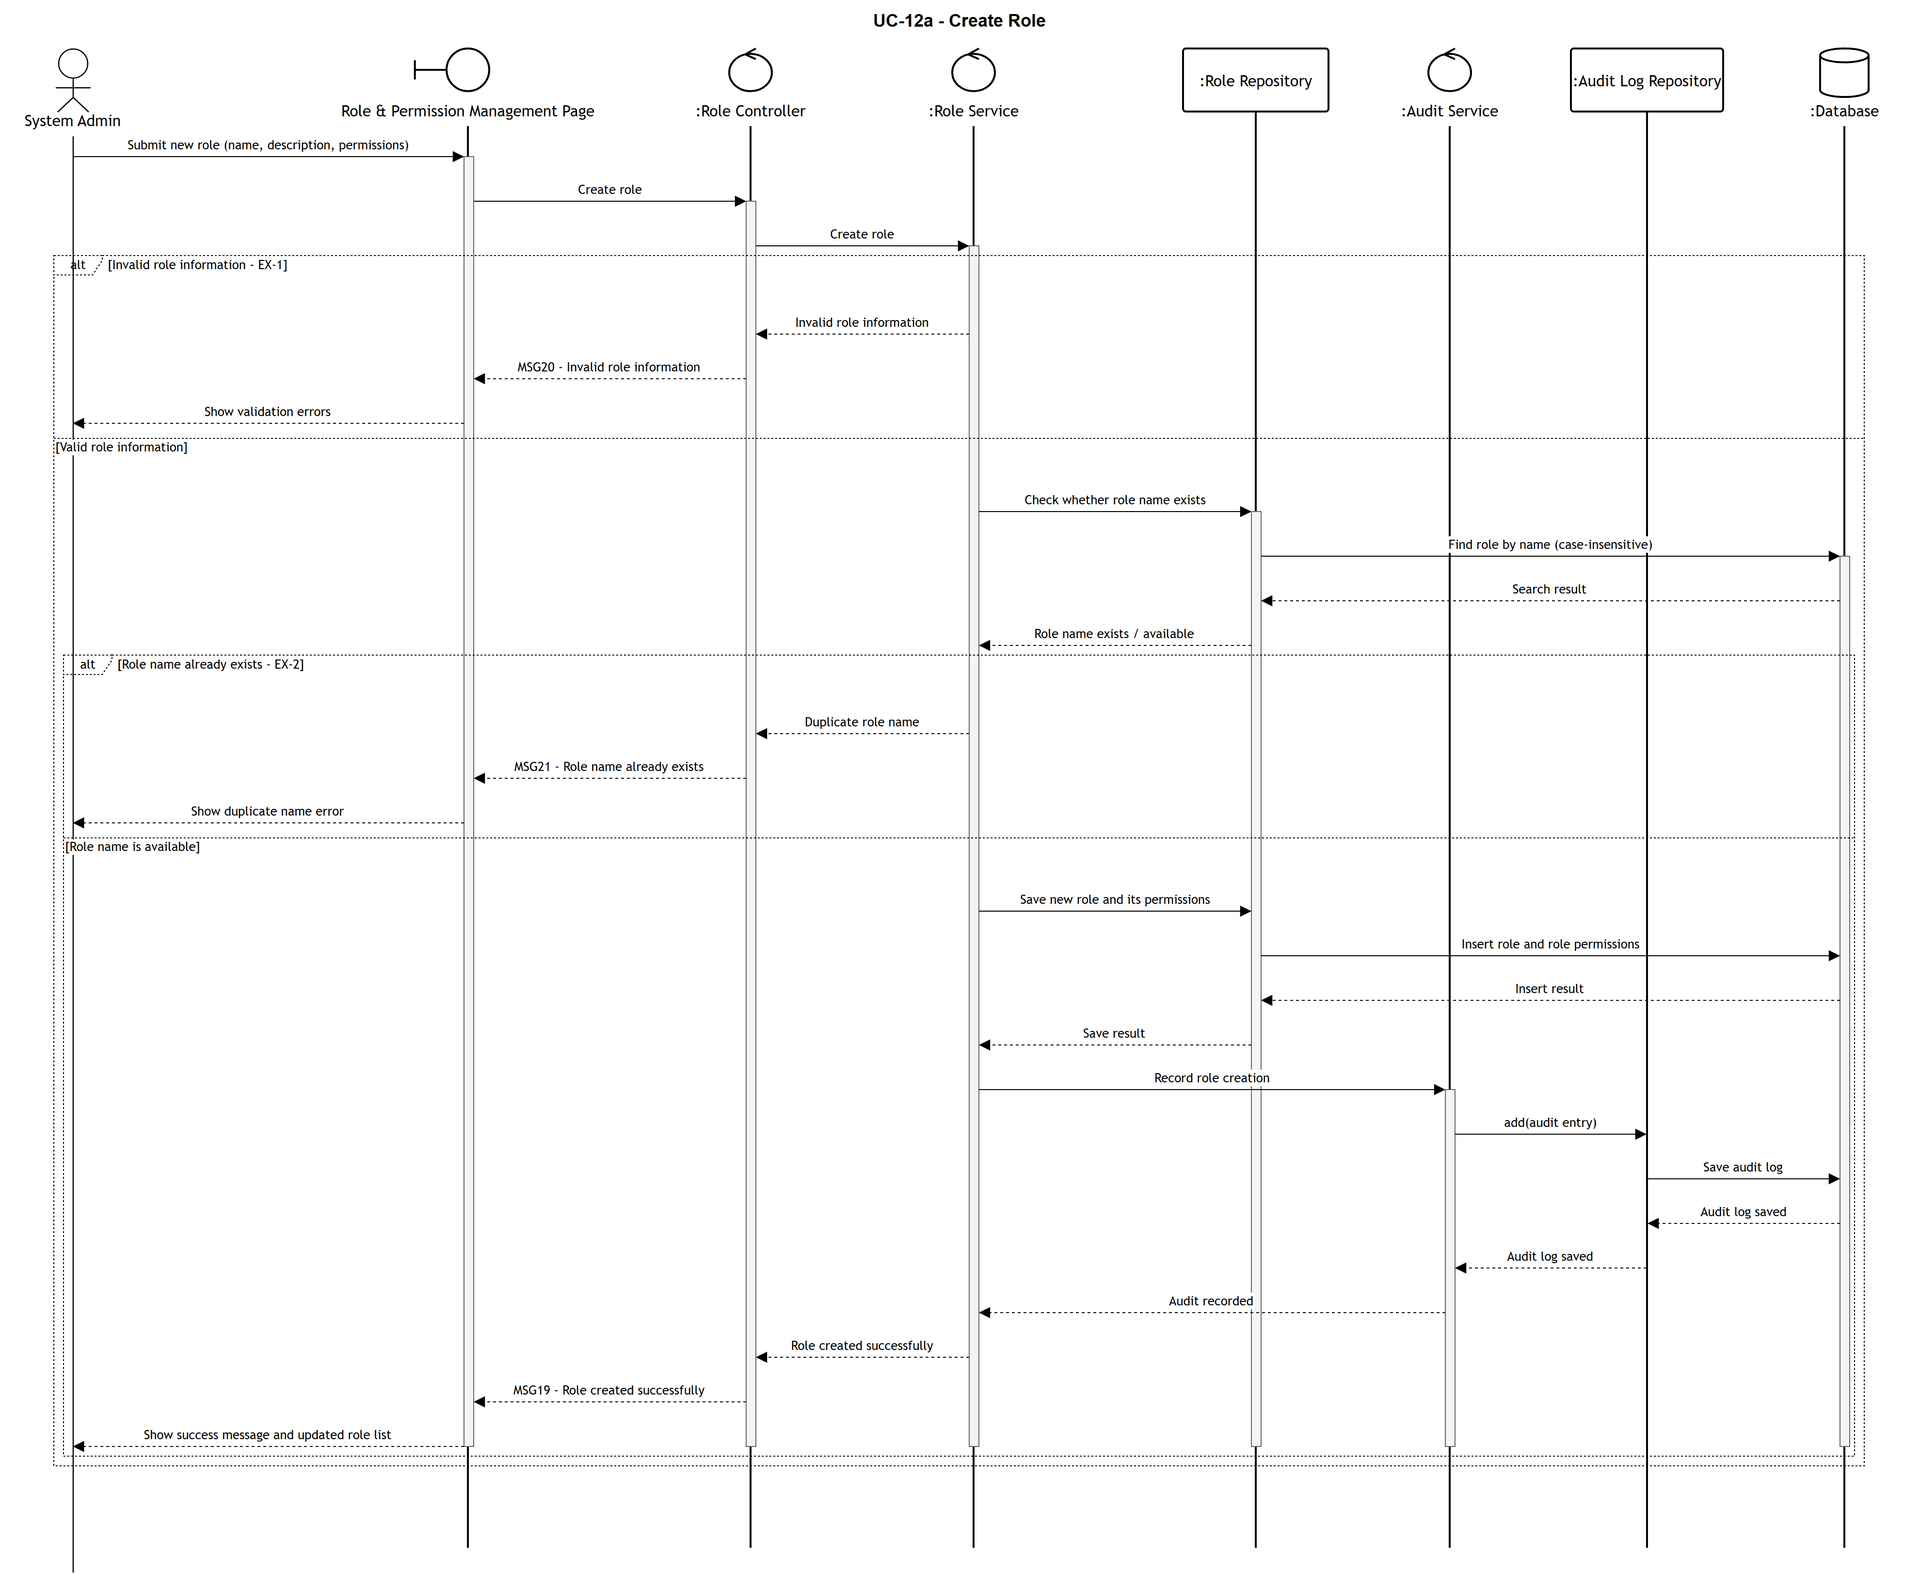 UC-12a - Create Role
System Admin
Role & Permission Management Page
:Role Controller
:Role Service
:Role Repository
:Audit Service
:Audit Log Repository
:Database
Submit new role (name, description, permissions)
Create role
Create role
alt
[Invalid role information - EX-1]
Invalid role information
MSG20 - Invalid role information
Show validation errors
[Valid role information]
Check whether role name exists
Find role by name (case-insensitive)
Search result
Role name exists / available
alt
[Role name already exists - EX-2]
Duplicate role name
MSG21 - Role name already exists
Show duplicate name error
[Role name is available]
Save new role and its permissions
Insert role and role permissions
Insert result
Save result
Record role creation
add(audit entry)
Save audit log
Audit log saved
Audit log saved
Audit recorded
Role created successfully
MSG19 - Role created successfully
Show success message and updated role list